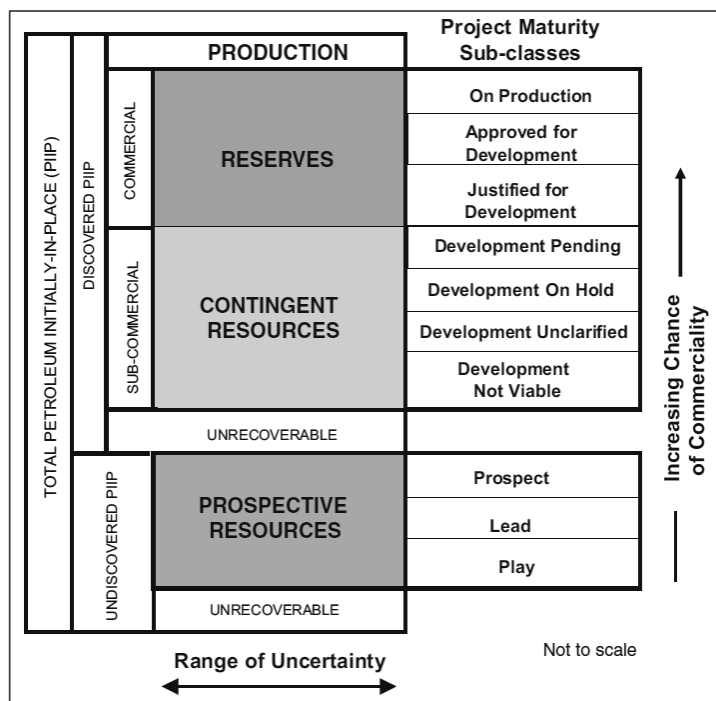 Project Maturity
Sub-classes
PRODUCTION
TOTAL PETROLEUM INITIALLY-IN-PLACE (PIIP)
DISCOVERED PIIP
COMMERCIAL
RESERVES
On Production
Approved for
Development
Justified for
Development
SUB-COMMERCIAL
CONTINGENT
RESOURCES
Development Pending
Development On Hold
Development Unclarified
Development
Not Viable
UNRECOVERABLE
UNDISCOVERED PIIP
PROSPECTIVE
RESOURCES
Prospect
Lead
Play
UNRECOVERABLE
Increasing Chance
of Commerciality
Range of Uncertainty
Not to scale